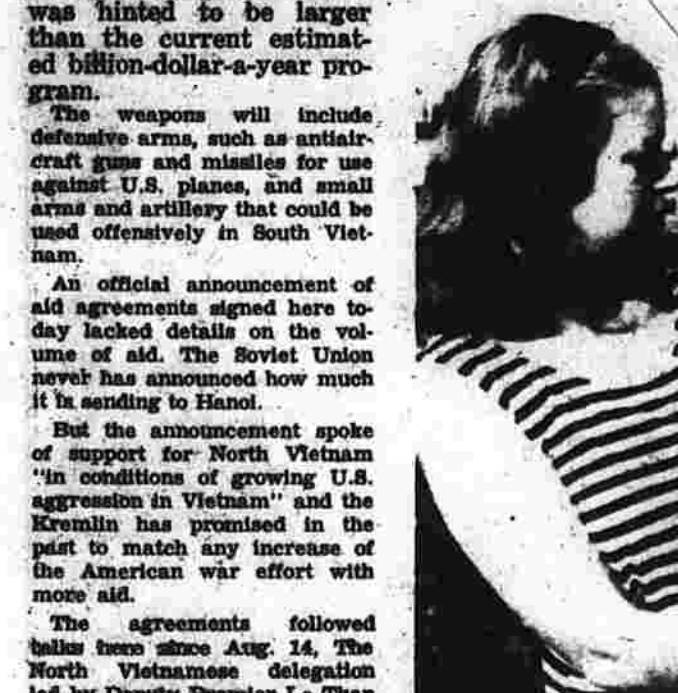 was hinted to be larger
than the current estimat-
ed billion-dollar-a-year pro-
gram.
The weapons will include
defensive arms, such as antiair-
craft guns and missiles for use
against U.S. planes, and small
arms and artillery that could be
used offensively in South Viet-
nam.
An official announcement of
aid agreements signed here to-
day lacked details on the vol-
ume of aid. The Soviet Union
never has announced how much
it is sending to Hanoi.
But the announcement spoke
of support for North Vietnam
"in conditions of growing U.S.
aggression in Vietnam" and the
Kremlin has promised in the
past to match any increase of
the American war effort with
more aid.
The agreements followed
talks here since Aug. 14. The
North Vietnamese delegation
led by Deputy Premier Le Than